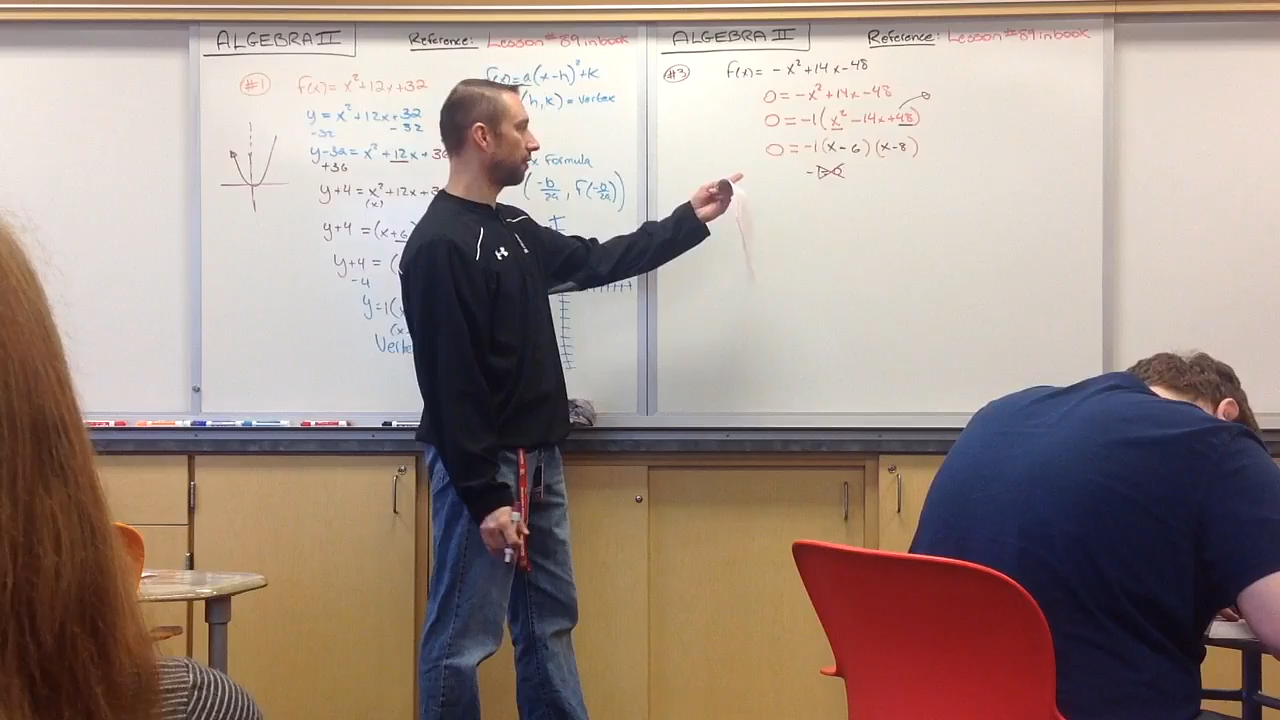 ALGEBRA II
Reference: Lesson #89 in book
#1
f(x) = x²+12x+32
y = x²+12x+32
-32 -32
y-32 = x²+12x+36
+36
y+4 = x²+12x+3
(x)
y+4 = (x+6
y+4 = (
-4
y=1(x
(x-
Verte
f(x)=a(x-h)²+k
(h,k) = vertex
x Formula
(-b/2a, f(-b/2a))
ALGEBRA II
Reference: Lesson #89 in book
#3
f(x) = -x²+14x-48
0 = -x²+14x-48
0 = -1(x²-14x+48)
0 = -1(x-6)(x-8)